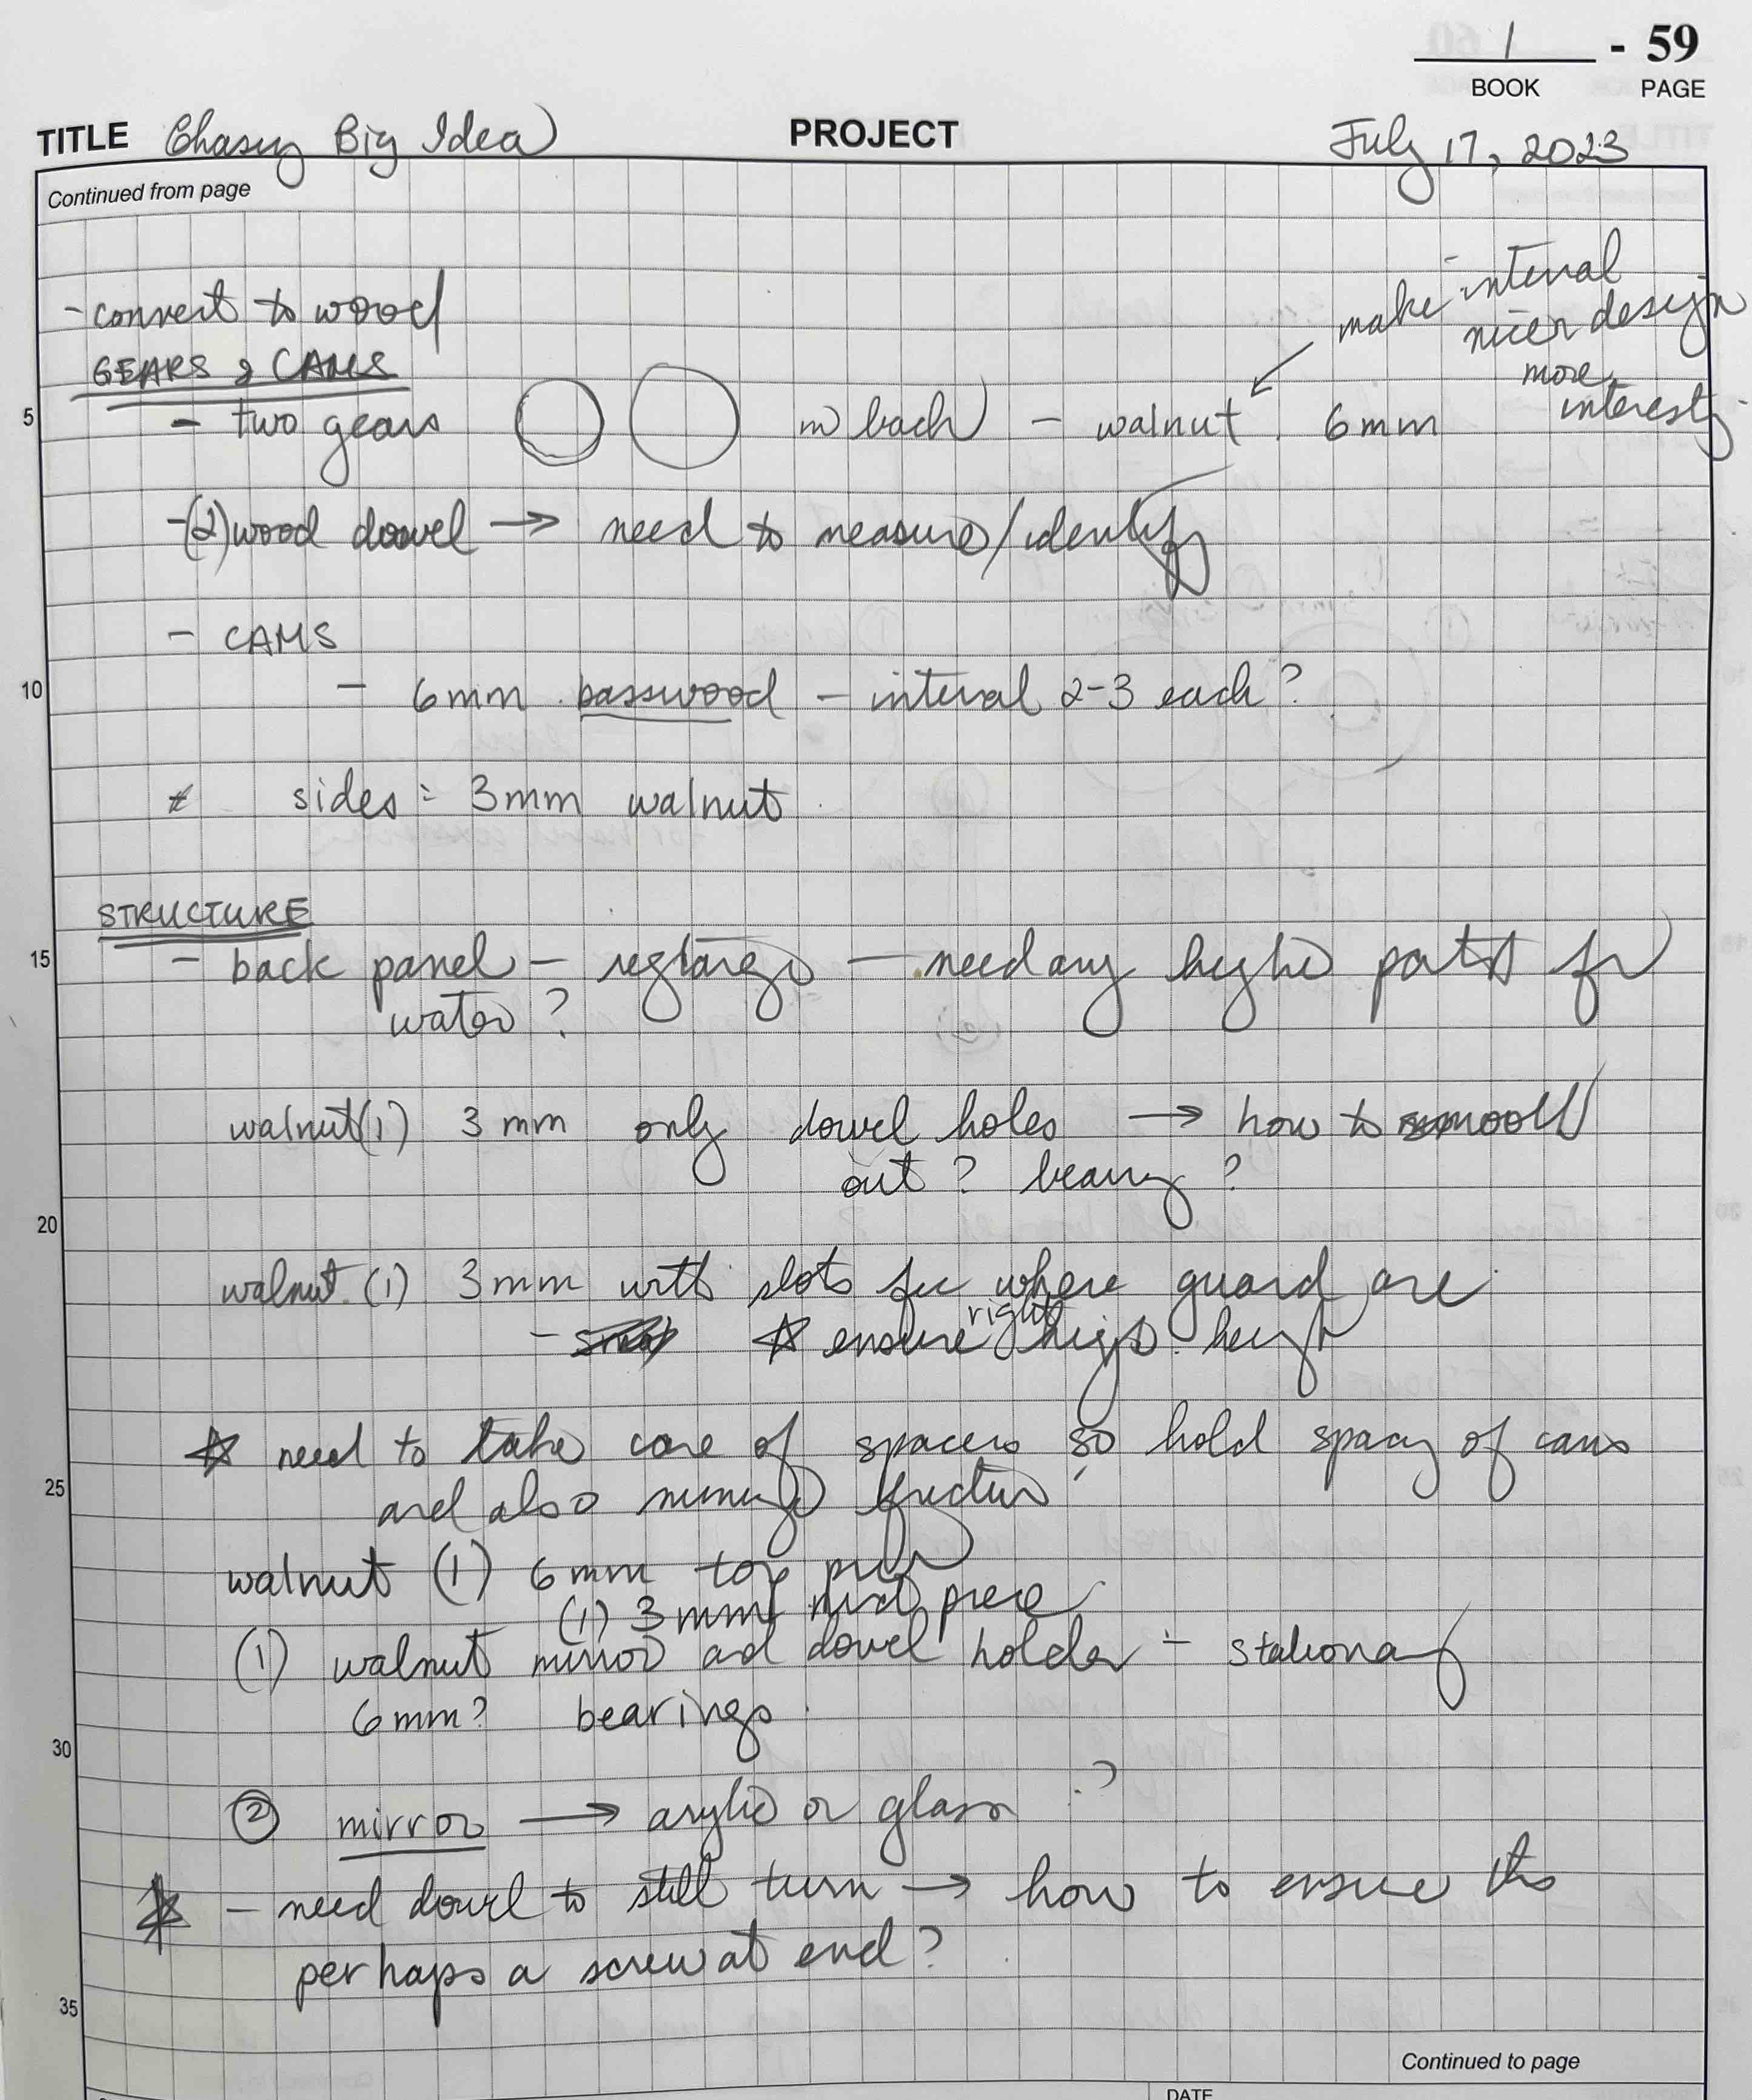 1 - 59
BOOK PAGE
TITLE Chasing Big Idea PROJECT July 17, 2023
Continued from page
make internal
nicer design
more
interesting
- convert to wood
GEARS & CAMS
5 - two gears in back - walnut 6mm
- (2) wood dowel → need to measure/identify
- CAMS
10 - 6mm basswood - internal 2-3 each?
* sides = 3mm walnut
STRUCTURE
15 - back panel - - need any higher parts for
water?
walnut (1) 3mm only dowel holes → how to smooth
out? bearing?
20
walnut (1) 3mm with slots for where guard are
- * ensure right height
* need to take care of spacers so hold spacing of cams
25 and also minimize friction
walnut (1) 6mm top piece
(1) 3mm mid piece
(1) walnut mirror and dowel holder - stationary
6mm? bearings
30
2 mirror → acrylic or glass ?
* - need dowel to still turn → how to ensure this
perhaps a screw at end?
35
Continued to page
DATE